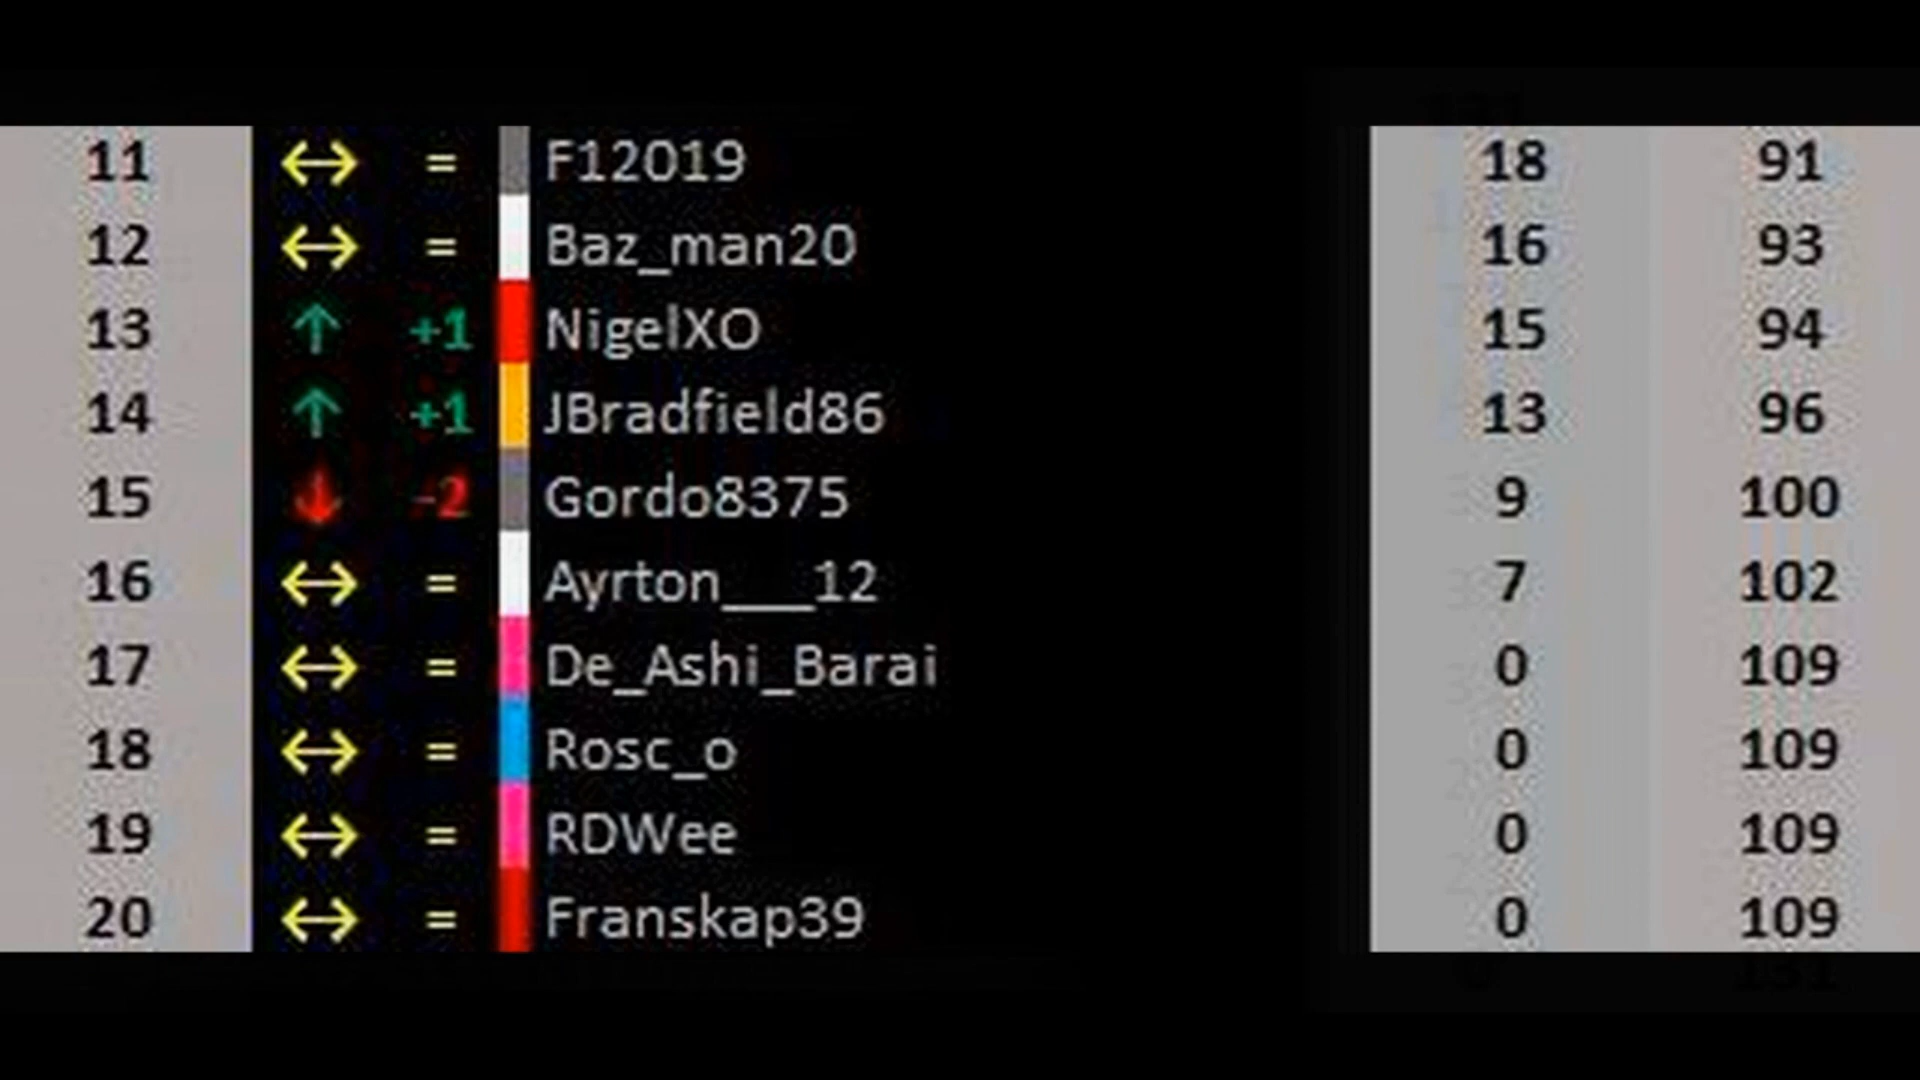 11 ↔ = F12019 18 91
12 ↔ = Baz_man20 16 93
13 ↑ +1 NigelXO 15 94
14 ↑ +1 JBradfield86 13 96
15 ↓ -2 Gordo8375 9 100
16 ↔ = Ayrton___12 7 102
17 ↔ = De_Ashi_Barai 0 109
18 ↔ = Rosc_o 0 109
19 ↔ = RDWee 0 109
20 ↔ = Franskap39 0 109